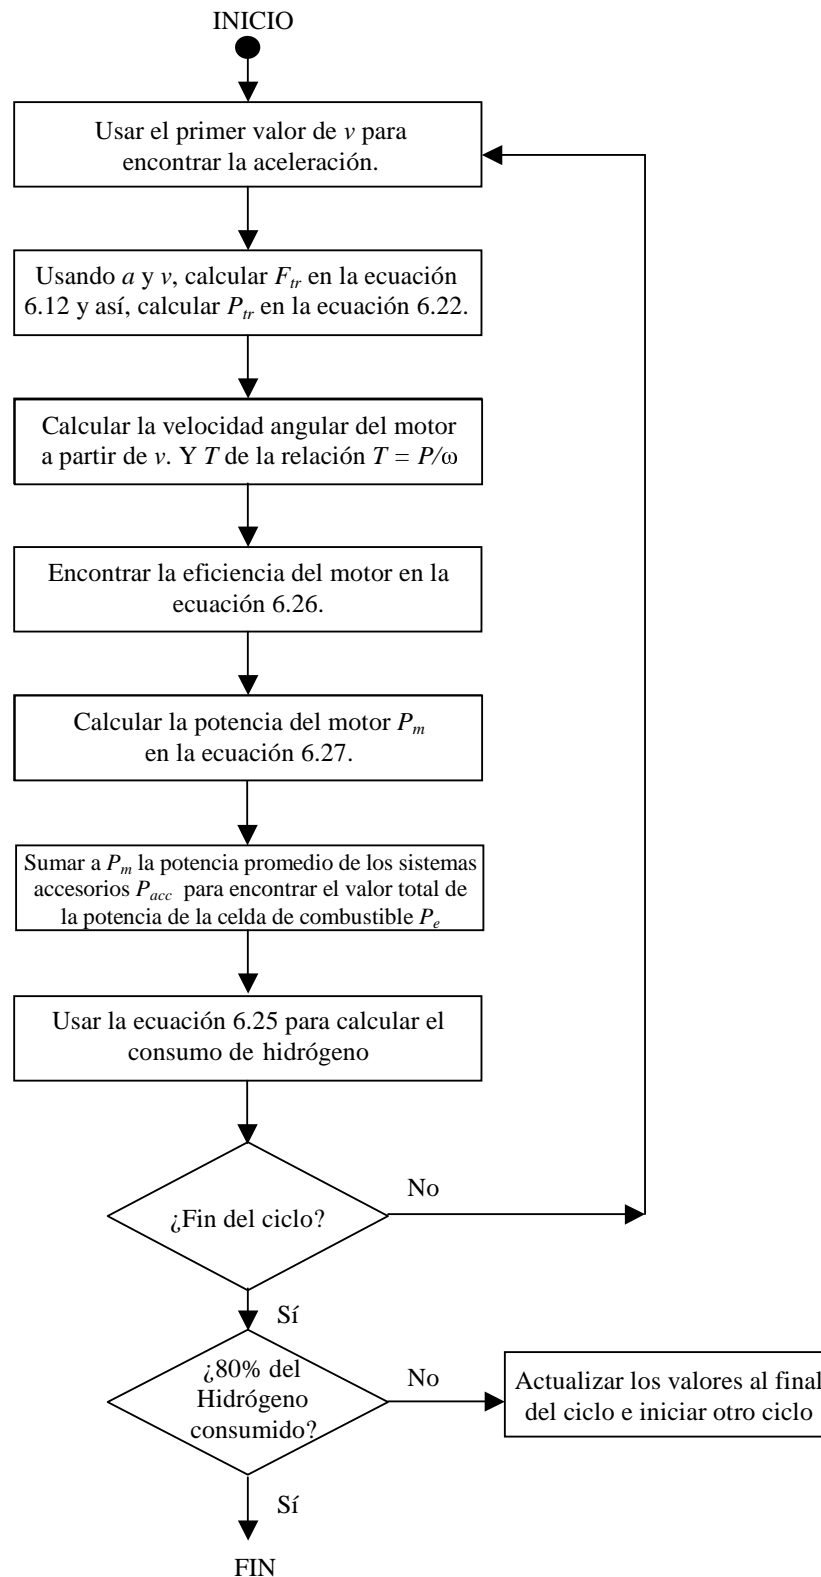 INICIO
Usar el primer valor de v para
encontrar la aceleración.
Usando a y v, calcular Ftr en la ecuación
6.12 y así, calcular Ptr en la ecuación 6.22.
Calcular la velocidad angular del motor
a partir de v. Y T de la relación T = P/ω
Encontrar la eficiencia del motor en la
ecuación 6.26.
Calcular la potencia del motor Pm
en la ecuación 6.27.
Sumar a Pm la potencia promedio de los sistemas
accesorios Pacc para encontrar el valor total de
la potencia de la celda de combustible Pe
Usar la ecuación 6.25 para calcular el
consumo de hidrógeno
¿Fin del ciclo?
No
Sí
¿80% del
Hidrógeno
consumido?
No
Actualizar los valores al final
del ciclo e iniciar otro ciclo
Sí
FIN